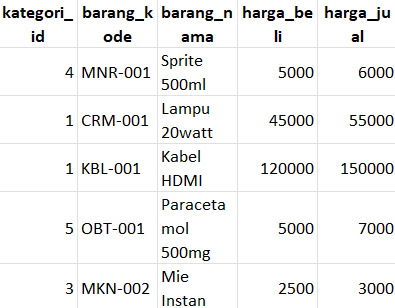 kategori_id barang_kode barang_nama harga_beli harga_jual
4 MNR-001 Sprite 500ml 5000 6000
1 CRM-001 Lampu 20watt 45000 55000
1 KBL-001 Kabel HDMI 120000 150000
5 OBT-001 Paracetamol 500mg 5000 7000
3 MKN-002 Mie Instan 2500 3000